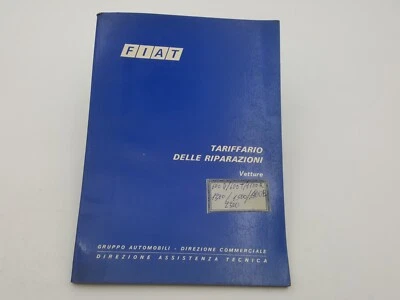 FIAT
TARIFFARIO
DELLE RIPARAZIONI
Vetture
GRUPPO AUTOMOBILI - DIREZIONE COMMERCIALE
DIREZIONE ASSISTENZA TECNICA